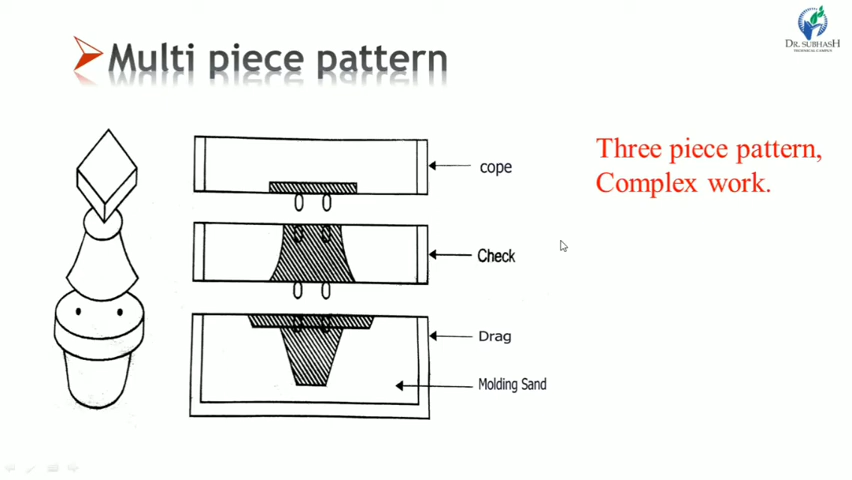 Multi piece pattern
DR. SUBHASH
Three piece pattern,
Complex work.
cope
Check
Drag
Molding Sand